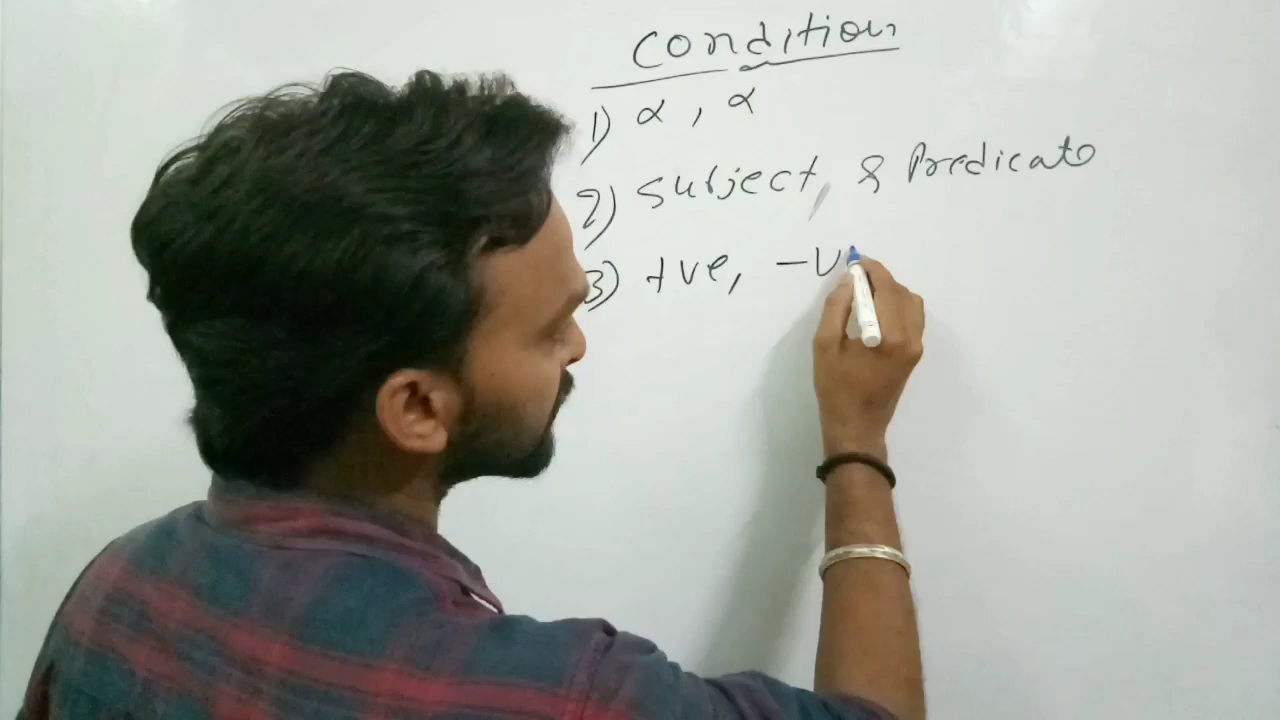 Condition
1) α , α
2) Subject, & Predicate
3) +ve, -v